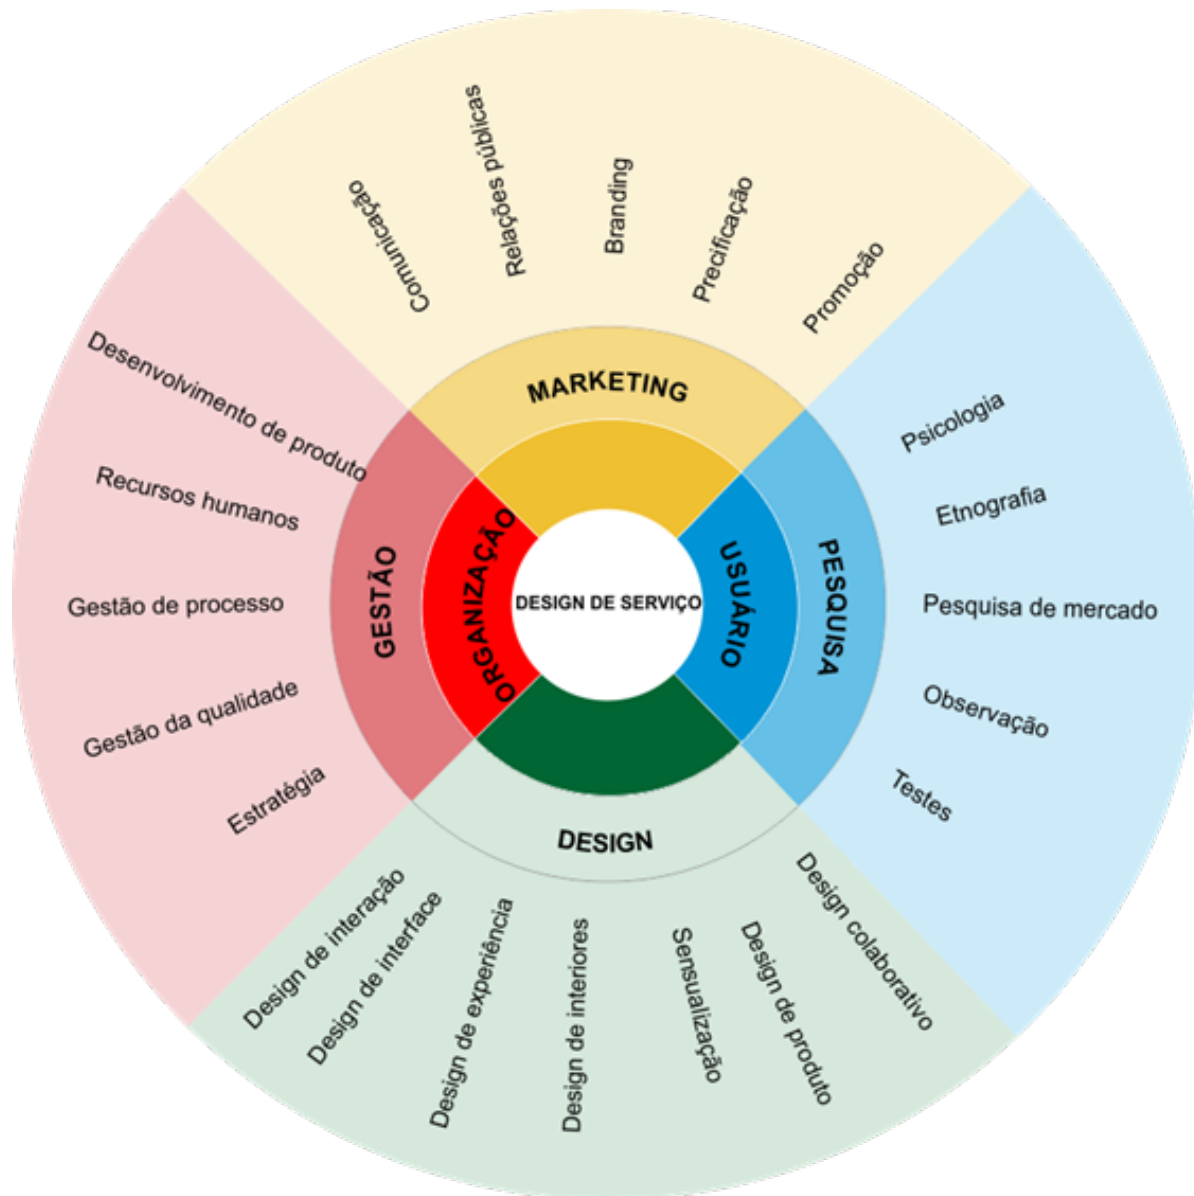 Comunicação
Relações públicas
Branding
Precificação
Promoção
MARKETING
Desenvolvimento de produto
Recursos humanos
Gestão de processo
Gestão da qualidade
Estratégia
GESTÃO
ORGANIZAÇÃO
DESIGN DE SERVIÇO
USUÁRIO
PESQUISA
Psicologia
Etnografia
Pesquisa de mercado
Observação
Testes
DESIGN
Design de interação
Design de interface
Design de experiência
Design de interiores
Sensualização
Design de produto
Design colaborativo